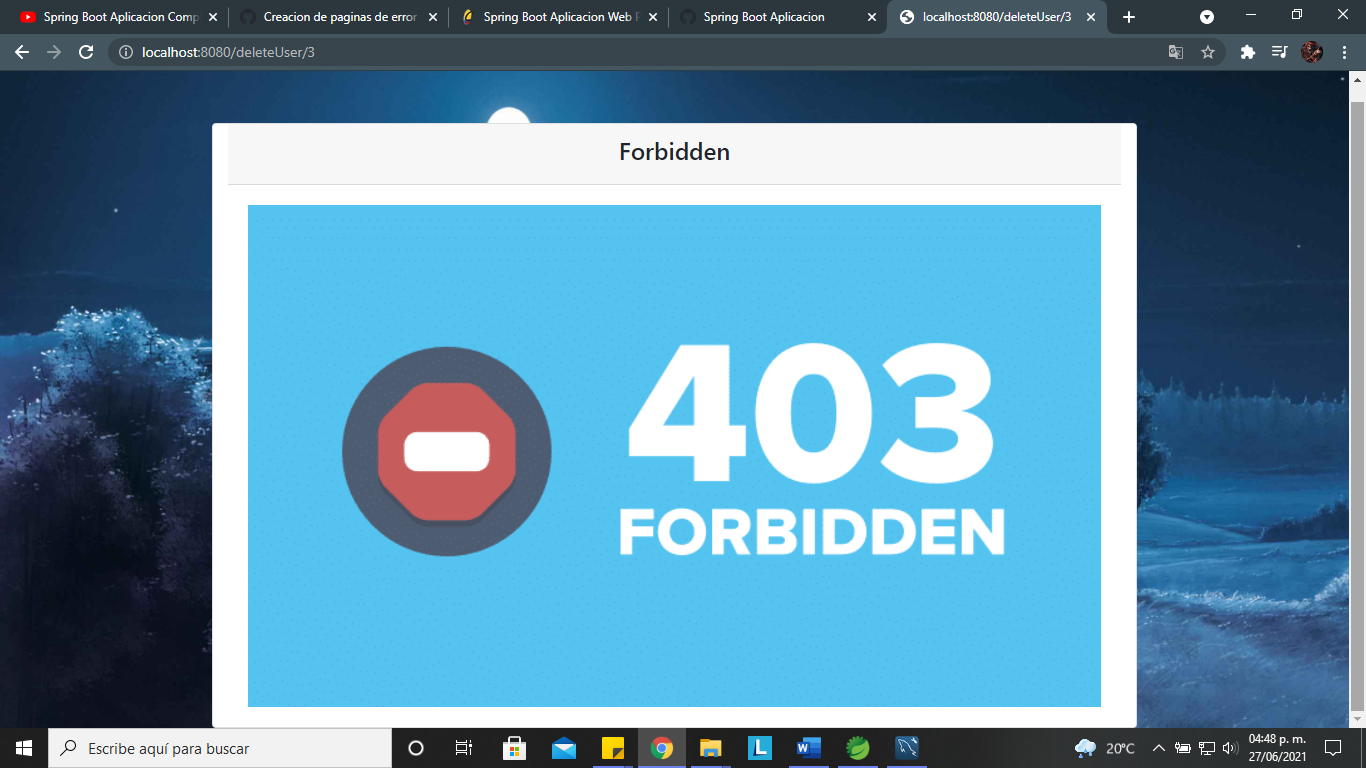 Spring Boot Aplicacion Comp
Creacion de paginas de error
Spring Boot Aplicacion Web P
Spring Boot Aplicacion
localhost:8080/deleteUser/3
localhost:8080/deleteUser/3
Forbidden
403
FORBIDDEN
Escribe aquí para buscar
L
W
20°C
04:48 p. m.
27/06/2021